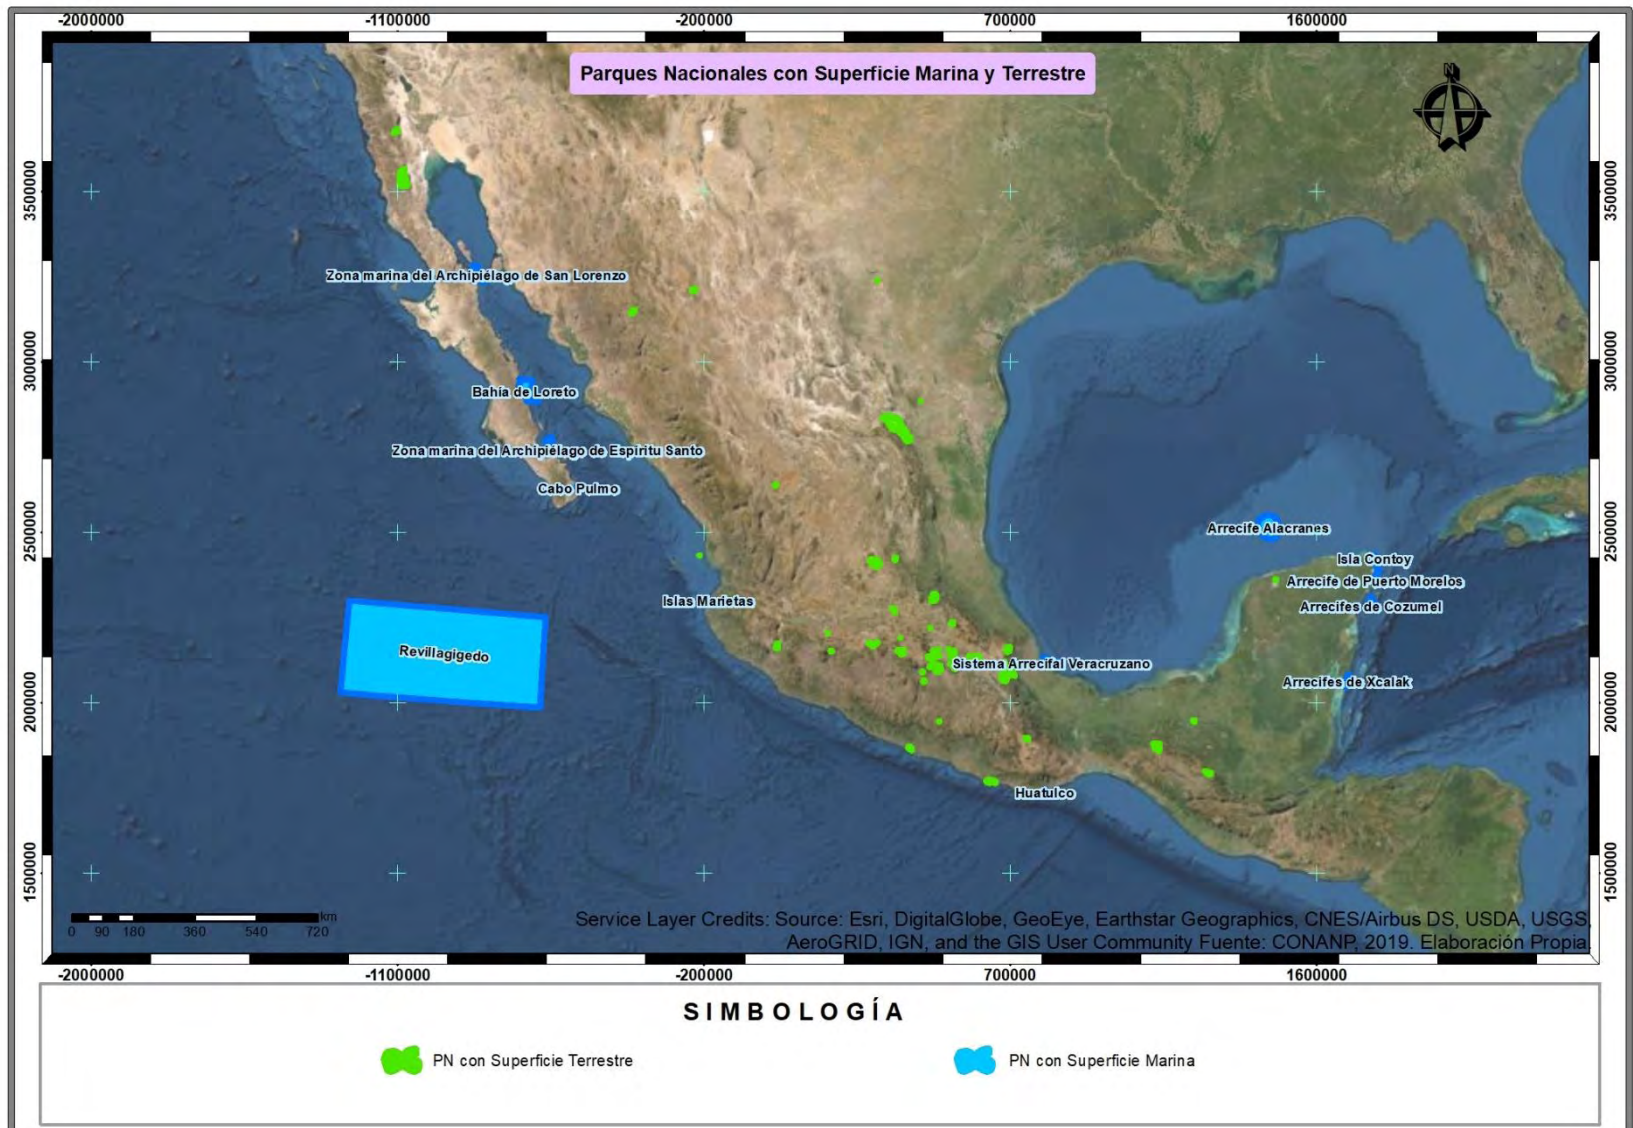 -2000000 -1100000 -200000 700000 1600000
Parques Nacionales con Superficie Marina y Terrestre
N
3500000 3500000
Zona marina del Archipiélago de San Lorenzo
3000000 3000000
Bahía de Loreto
Zona marina del Archipiélago de Espíritu Santo
Cabo Pulmo
2500000 2500000
Arrecife Alacranes
Isla Contoy
Arrecife de Puerto Morelos
Islas Marietas
Arrecifes de Cozumel
Revillagigedo
Sistema Arrecifal Veracruzano
Arrecifes de Xcalak
2000000 2000000
Huatulco
1500000 1500000
km
0 90 180 360 540 720
Service Layer Credits: Source: Esri, DigitalGlobe, GeoEye, Earthstar Geographics, CNES/Airbus DS, USDA, USGS,
AeroGRID, IGN, and the GIS User Community Fuente: CONANP, 2019. Elaboración Propia.
-2000000 -1100000 -200000 700000 1600000
SIMBOLOGÍA
PN con Superficie Terrestre
PN con Superficie Marina